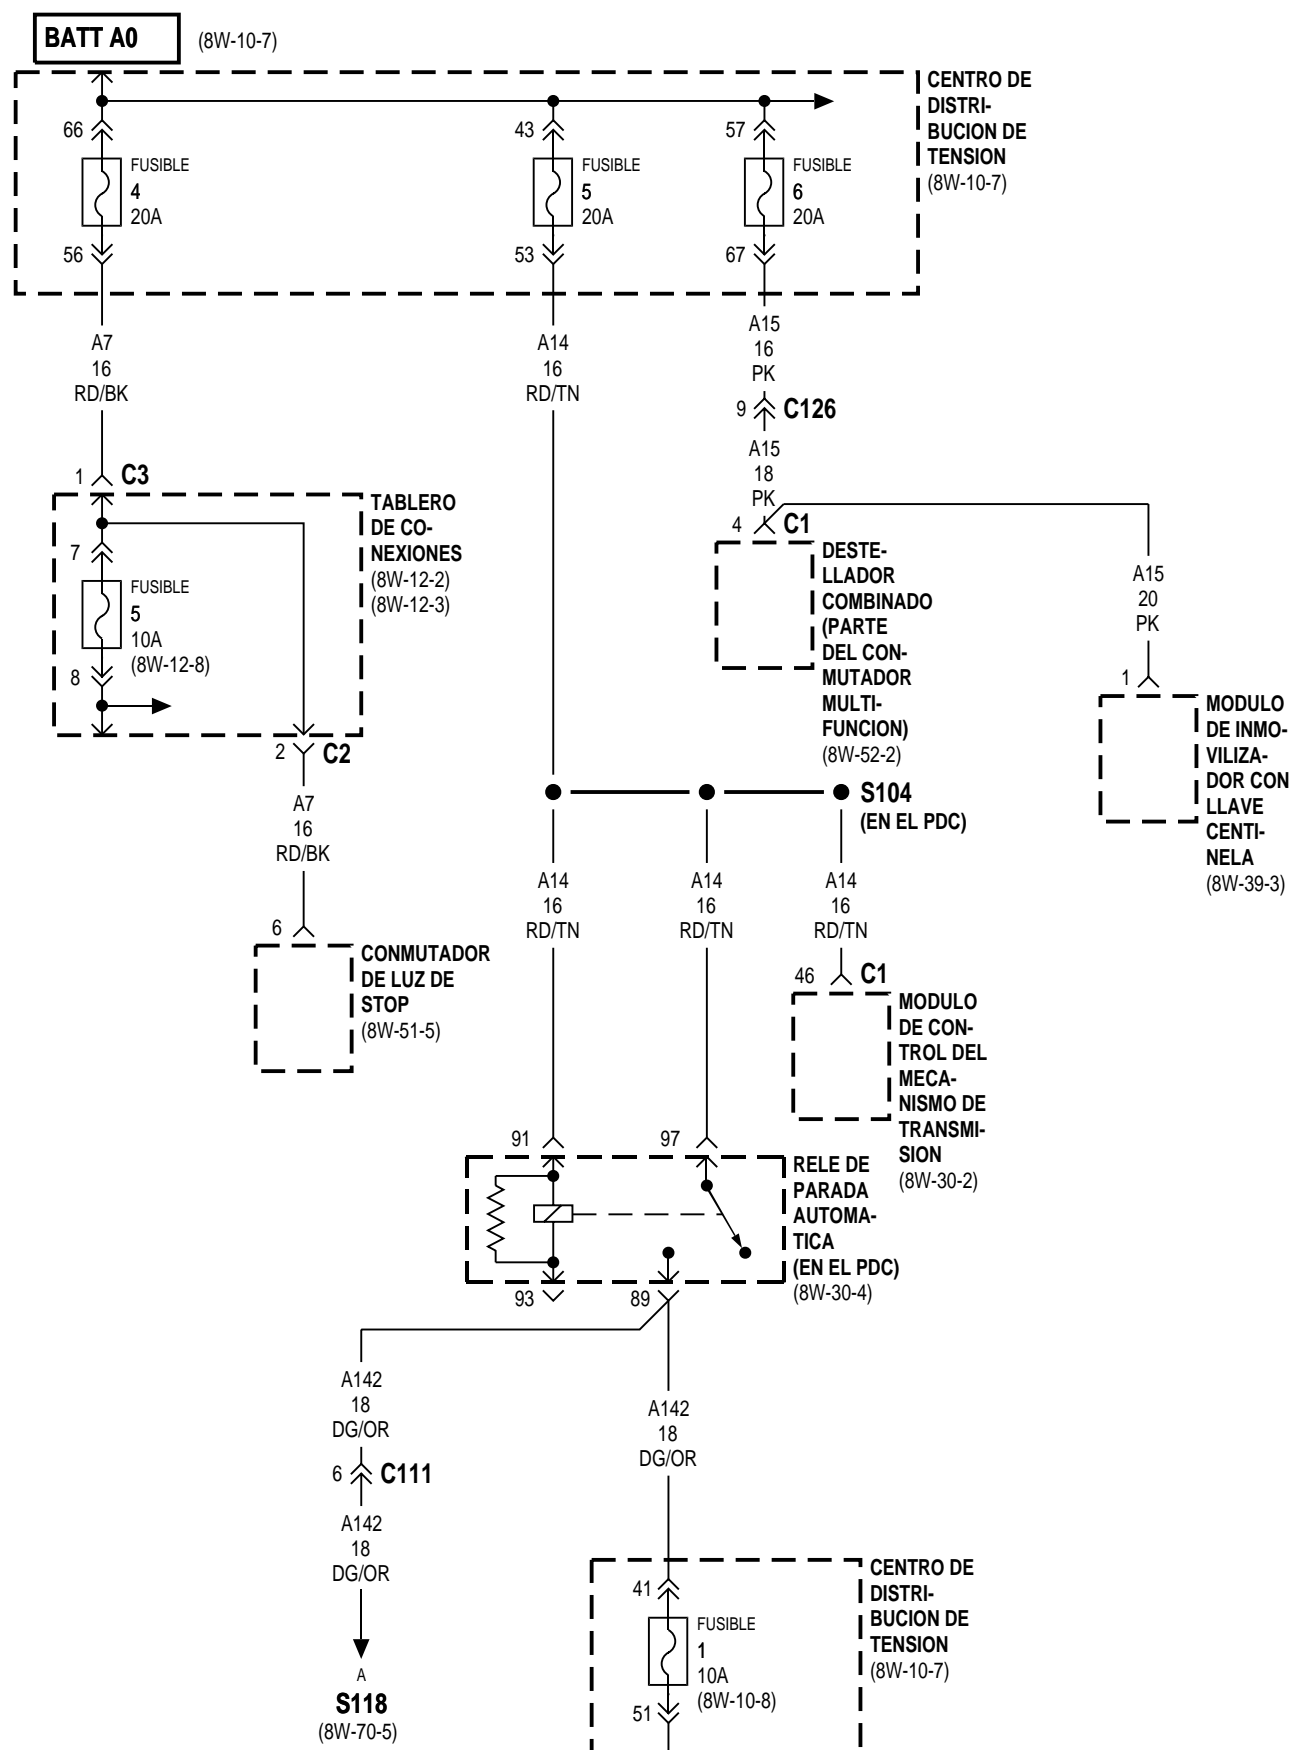 BATT A0
(8W-10-7)
CENTRO DE
DISTRI-
BUCION DE
TENSION
(8W-10-7)
66
FUSIBLE
4
20A
56
43
FUSIBLE
5
20A
53
57
FUSIBLE
6
20A
67
A7
16
RD/BK
A14
16
RD/TN
A15
16
PK
9
C126
A15
18
PK
1
C3
4
C1
TABLERO
DE CO-
NEXIONES
(8W-12-2)
(8W-12-3)
7
FUSIBLE
5
10A
(8W-12-8)
8
2
C2
DESTE-
LLADOR
COMBINADO
(PARTE
DEL CON-
MUTADOR
MULTI-
FUNCION)
(8W-52-2)
A15
20
PK
1
MODULO
DE INMO-
VILIZA-
DOR CON
LLAVE
CENTI-
NELA
(8W-39-3)
A7
16
RD/BK
S104
(EN EL PDC)
A14
16
RD/TN
A14
16
RD/TN
A14
16
RD/TN
6
CONMUTADOR
DE LUZ DE
STOP
(8W-51-5)
46
C1
MODULO
DE CON-
TROL DEL
MECA-
NISMO DE
TRANSMI-
SION
(8W-30-2)
91
97
RELE DE
PARADA
AUTOMA-
TICA
(EN EL PDC)
(8W-30-4)
93
89
A142
18
DG/OR
A142
18
DG/OR
6
C111
A142
18
DG/OR
A
S118
(8W-70-5)
CENTRO DE
DISTRI-
BUCION DE
TENSION
(8W-10-7)
41
FUSIBLE
1
10A
(8W-10-8)
51